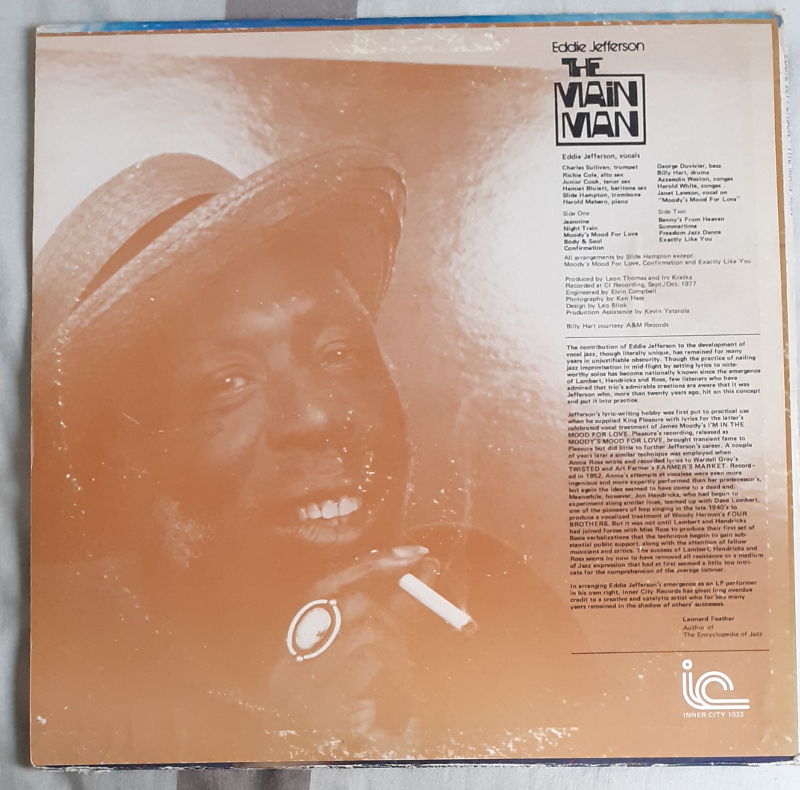 Eddie Jefferson
THE
MAIN
MAN
Eddie Jefferson, vocals
Charles Sullivan, trumpet
Richie Cole, alto sax
Junior Cook, tenor sax
Hamiet Bluiett, baritone sax
Slide Hampton, trombone
Harold Mabern, piano
George Duvivier, bass
Billy Hart, drums
Azzandin Weston, congas
Harold White, congas
Janet Lawson, vocal on
"Moody's Mood For Love"
Side One
Jeannine
Night Train
Moody's Mood For Love
Body & Soul
Confirmation
Side Two
Benny's From Heaven
Summertime
Freedom Jazz Dance
Exactly Like You
All arrangements by Slide Hampton except
Moody's Mood For Love, Confirmation and Exactly Like You
Produced by Leon Thomas and Irv Kratka
Recorded at CI Recording, Sept./Oct. 1977
Engineered by Elvin Campbell
Photography by Ken Hass
Design by Leo Bliok
Production Assistance by Kevin Yatarola
Billy Hart courtesy A&M Records
The contribution of Eddie Jefferson to the development of
vocal jazz, though literally unique, has remained for many
years in unjustifiable obscurity. Though the practice of nailing
jazz improvisation in mid-flight by setting lyrics to note-
worthy solos has become nationally known since the emergence
of Lambert, Hendricks and Ross, few listeners who have
admired that trio's admirable creations are aware that it was
Jefferson who, more than twenty years ago, hit on this concept
and put it into practice.
Jefferson's lyric-writing hobby was first put to practical use
when he supplied King Pleasure with lyrics for the latter's
celebrated vocal treatment of James Moody's I'M IN THE
MOOD FOR LOVE. Pleasure's recording, released as
MOODY'S MOOD FOR LOVE, brought transient fame to
Pleasure but did little to further Jefferson's career. A couple
of years later a similar technique was employed when
Annie Ross wrote and recorded lyrics to Wardell Gray's
TWISTED and Art Farmer's FARMER'S MARKET. Record-
ed in 1952, Annie's attempts at vocalese were even more
ingenious and more expertly performed than her predecessor's,
but again the idea seemed to have come to a dead end.
Meanwhile, however, Jon Hendricks, who had begun to
experiment along similar lines, teamed up with Dave Lambert,
one of the pioneers of bop singing in the late 1940's to
produce a vocalized treatment of Woody Herman's FOUR
BROTHERS. But it was not until Lambert and Hendricks
had joined forces with Miss Ross to produce their first set of
Basie verbalizations that the technique began to gain sub-
stantial public support, along with the attention of fellow
musicians and critics. The success of Lambert, Hendricks and
Ross seems by now to have removed all resistance to a medium
of Jazz expression that had at first seemed a little too intri-
cate for the comprehension of the average listener.
In arranging Eddie Jefferson's emergence as an LP performer
in his own right, Inner City Records has given long overdue
credit to a creative and catalytic artist who for too many
years remained in the shadow of others' successes.
Leonard Feather
Author of
The Encyclopedia of Jazz
ic
INNER CITY 1033